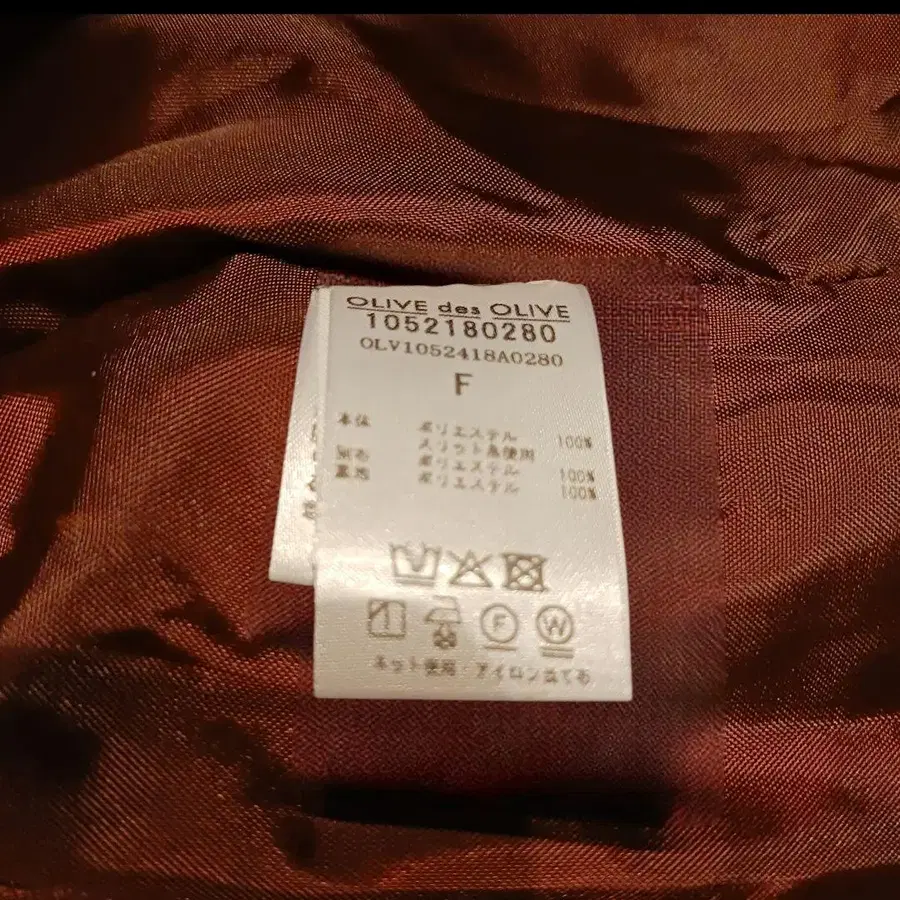 OLIVE des OLIVE
1052180280
OLV1052418A0280
F
本体 ポリエステル 100%
スリット糸使用
別布 ポリエステル 100%
裏地 ポリエステル 100%
F W
ネット使用・アイロン当て布